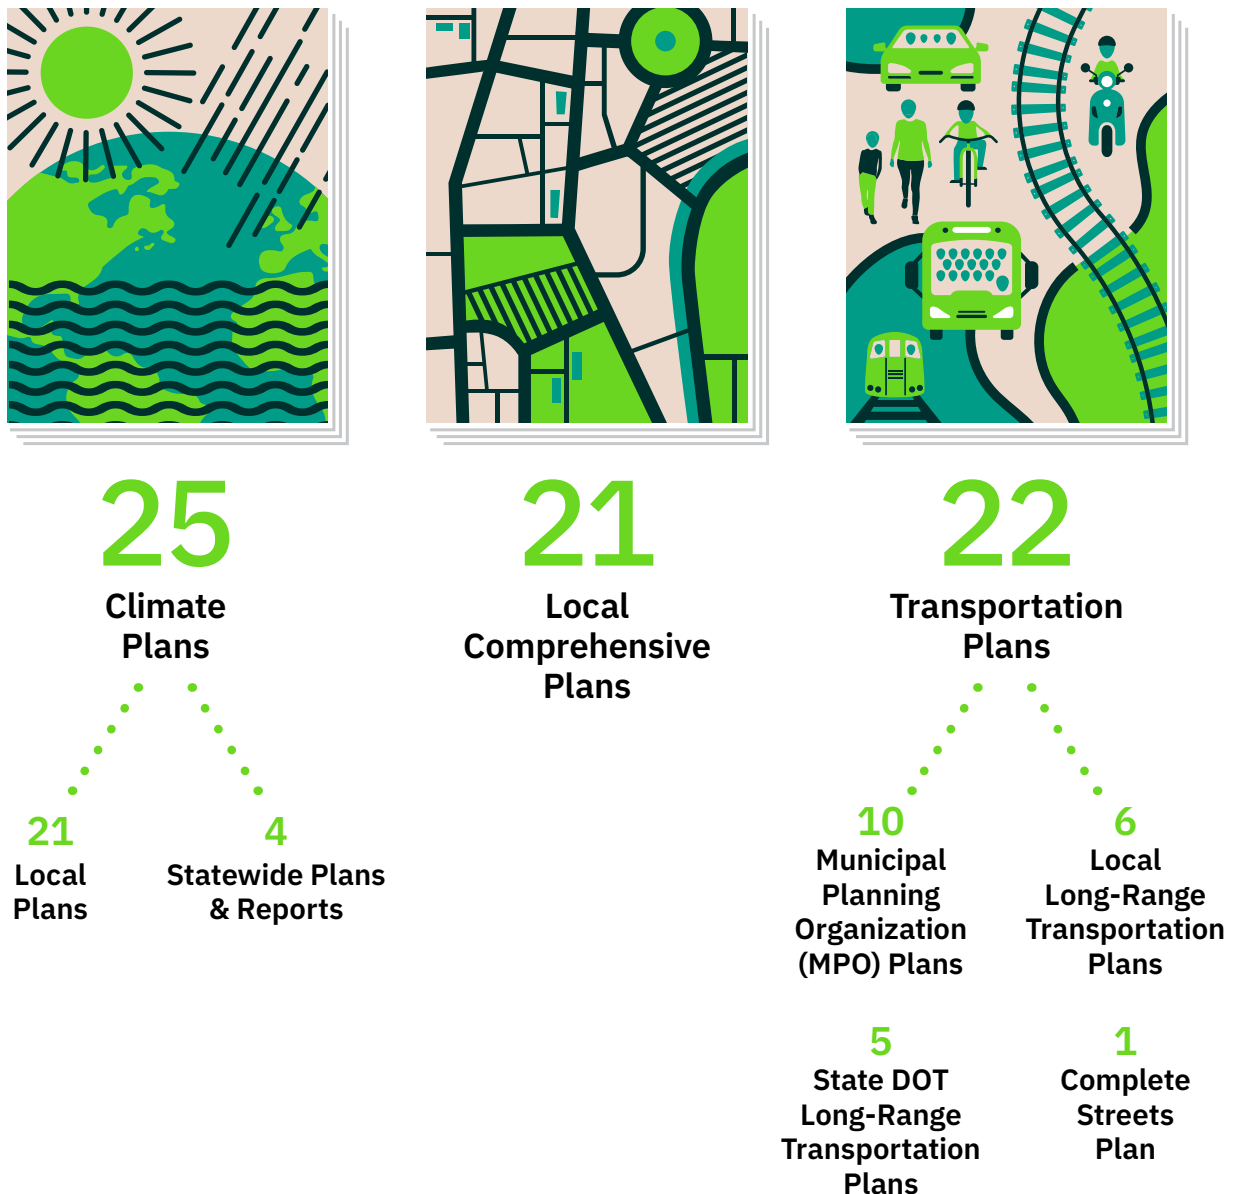 25
Climate
Plans
21
Local
Plans
4
Statewide Plans
& Reports
21
Local
Comprehensive
Plans
22
Transportation
Plans
10
Municipal
Planning
Organization
(MPO) Plans
6
Local
Long-Range
Transportation
Plans
5
State DOT
Long-Range
Transportation
Plans
1
Complete
Streets
Plan